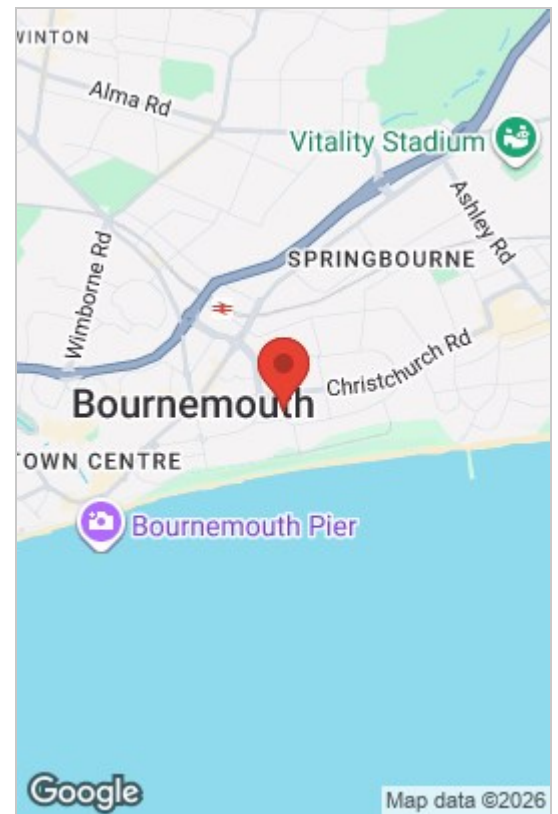 WINTON
Alma Rd
Vitality Stadium
Ashley Rd
SPRINGBOURNE
Wimborne Rd
Christchurch Rd
Bournemouth
TOWN CENTRE
Bournemouth Pier
Google
Map data ©2026